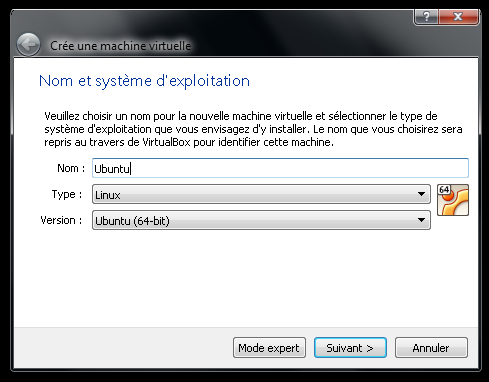 Crée une machine virtuelle
Nom et système d'exploitation
Veuillez choisir un nom pour la nouvelle machine virtuelle et sélectionner le type de
système d'exploitation que vous envisagez d'y installer. Le nom que vous choisirez sera
repris au travers de VirtualBox pour identifier cette machine.
Nom : Ubuntu
Type : Linux
64
Version : Ubuntu (64-bit)
Mode expert Suivant > Annuler